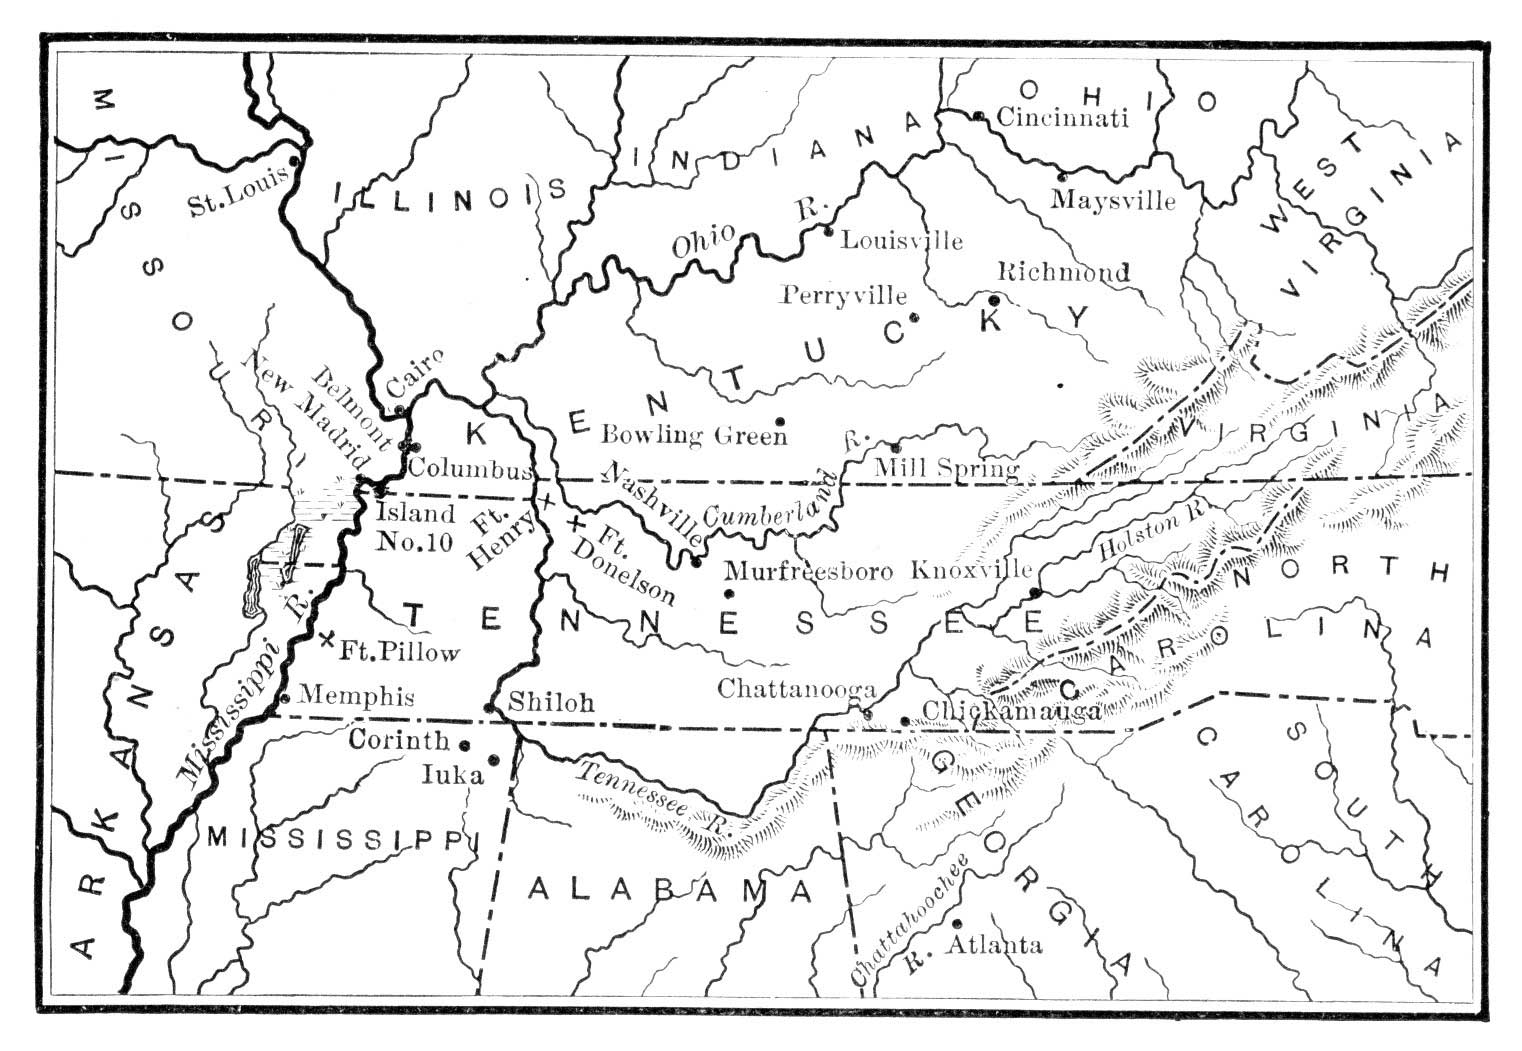 MISSOURI
ILLINOIS
INDIANA
OHIO
WEST
VIRGINIA
St. Louis
Cincinnati
Maysville
Ohio R.
Louisville
Richmond
Perryville
KENTUCKY
Cairo
Belmont
New Madrid
Columbus
Bowling Green
Mill Spring
VIRGINIA
Island
No. 10
Ft.
Henry
Ft.
Donelson
Nashville
Cumberland R.
Holston R.
Murfreesboro
Knoxville
TENNESSEE
NORTH
CAROLINA
Ft. Pillow
Memphis
Mississippi R.
ARKANSAS
Shiloh
Chattanooga
Chickamauga
Corinth
Iuka
Tennessee R.
MISSISSIPPI
ALABAMA
GEORGIA
SOUTH
CAROLINA
Chattahoochee
R.
Atlanta